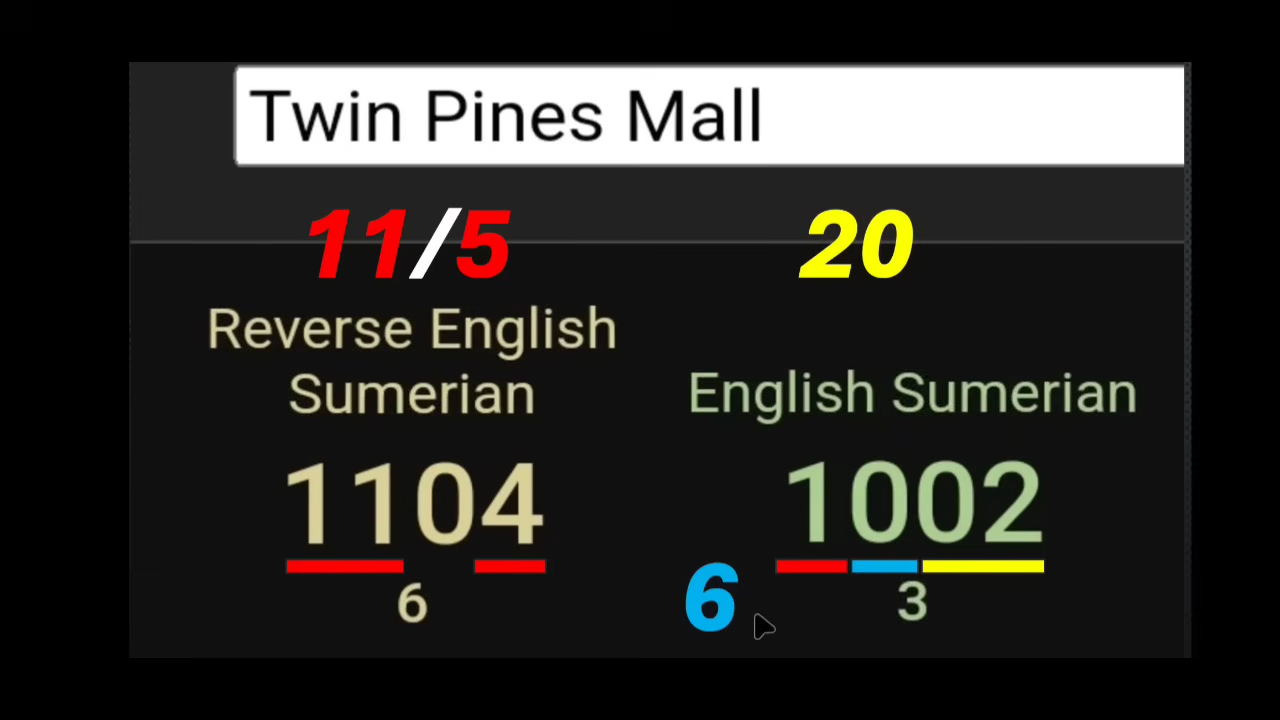 Twin Pines Mall
11/5 20
Reverse English
Sumerian
English Sumerian
1104 1002
6 6 3